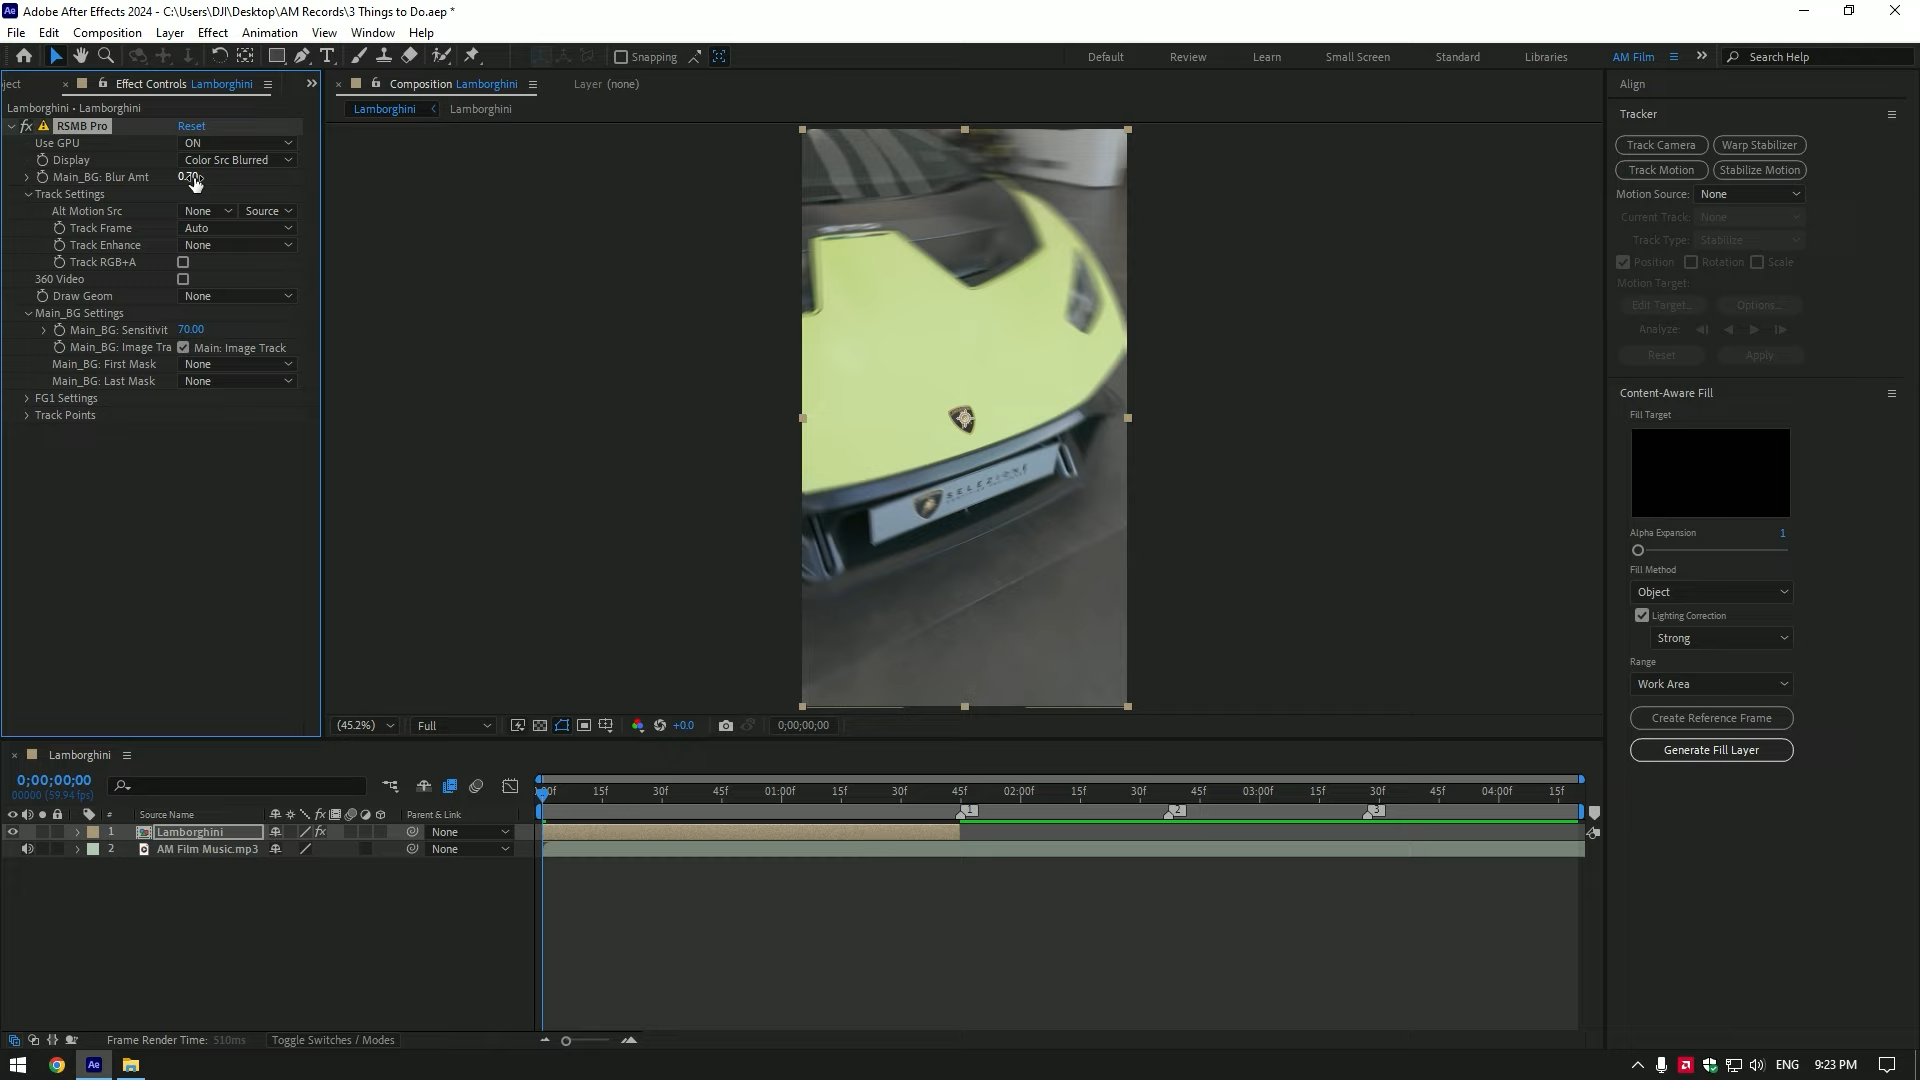 Adobe After Effects 2024 - C:\Users\DJI\Desktop\AM Records\3 Things to Do.aep *
File Edit Composition Layer Effect Animation View Window Help
Snapping
Default Review Learn Small Screen Standard Libraries AM Film Search Help
ject Effect Controls Lamborghini
Lamborghini • Lamborghini
fx RSMB Pro Reset
Use GPU ON
Display Color Src Blurred
Main_BG: Blur Amt
Track Settings
Alt Motion Src None Source
Track Frame Auto
Track Enhance None
Track RGB+A
360 Video
Draw Geom None
Main_BG Settings
Main_BG: Sensitivit 70.00
Main_BG: Image Tra Main: Image Track
Main_BG: First Mask None
Main_BG: Last Mask None
FG1 Settings
Track Points
Composition Lamborghini Layer (none)
Lamborghini Lamborghini
SELEZIONE
(45.2%) Full +0.0 0;00;00;00
Align
Tracker
Track Camera Warp Stabilizer
Track Motion Stabilize Motion
Motion Source: None
Current Track: None
Track Type: Stabilize
Position Rotation Scale
Motion Target:
Edit Target... Options...
Analyze:
Reset Apply
Content-Aware Fill
Fill Target
Alpha Expansion 1
Fill Method
Object
Lighting Correction
Strong
Range
Work Area
Create Reference Frame
Generate Fill Layer
Lamborghini
0;00;00;00
00000 (59.94 fps)
# Source Name fx Parent & Link
1 Lamborghini fx None
2 AM Film Music.mp3 None
:00f 15f 30f 45f 01:00f 15f 30f 45f 02:00f 15f 30f 45f 03:00f 15f 30f 45f 04:00f 15f
1 2 3
Frame Render Time: 510ms Toggle Switches / Modes
Ae ENG 9:23 PM